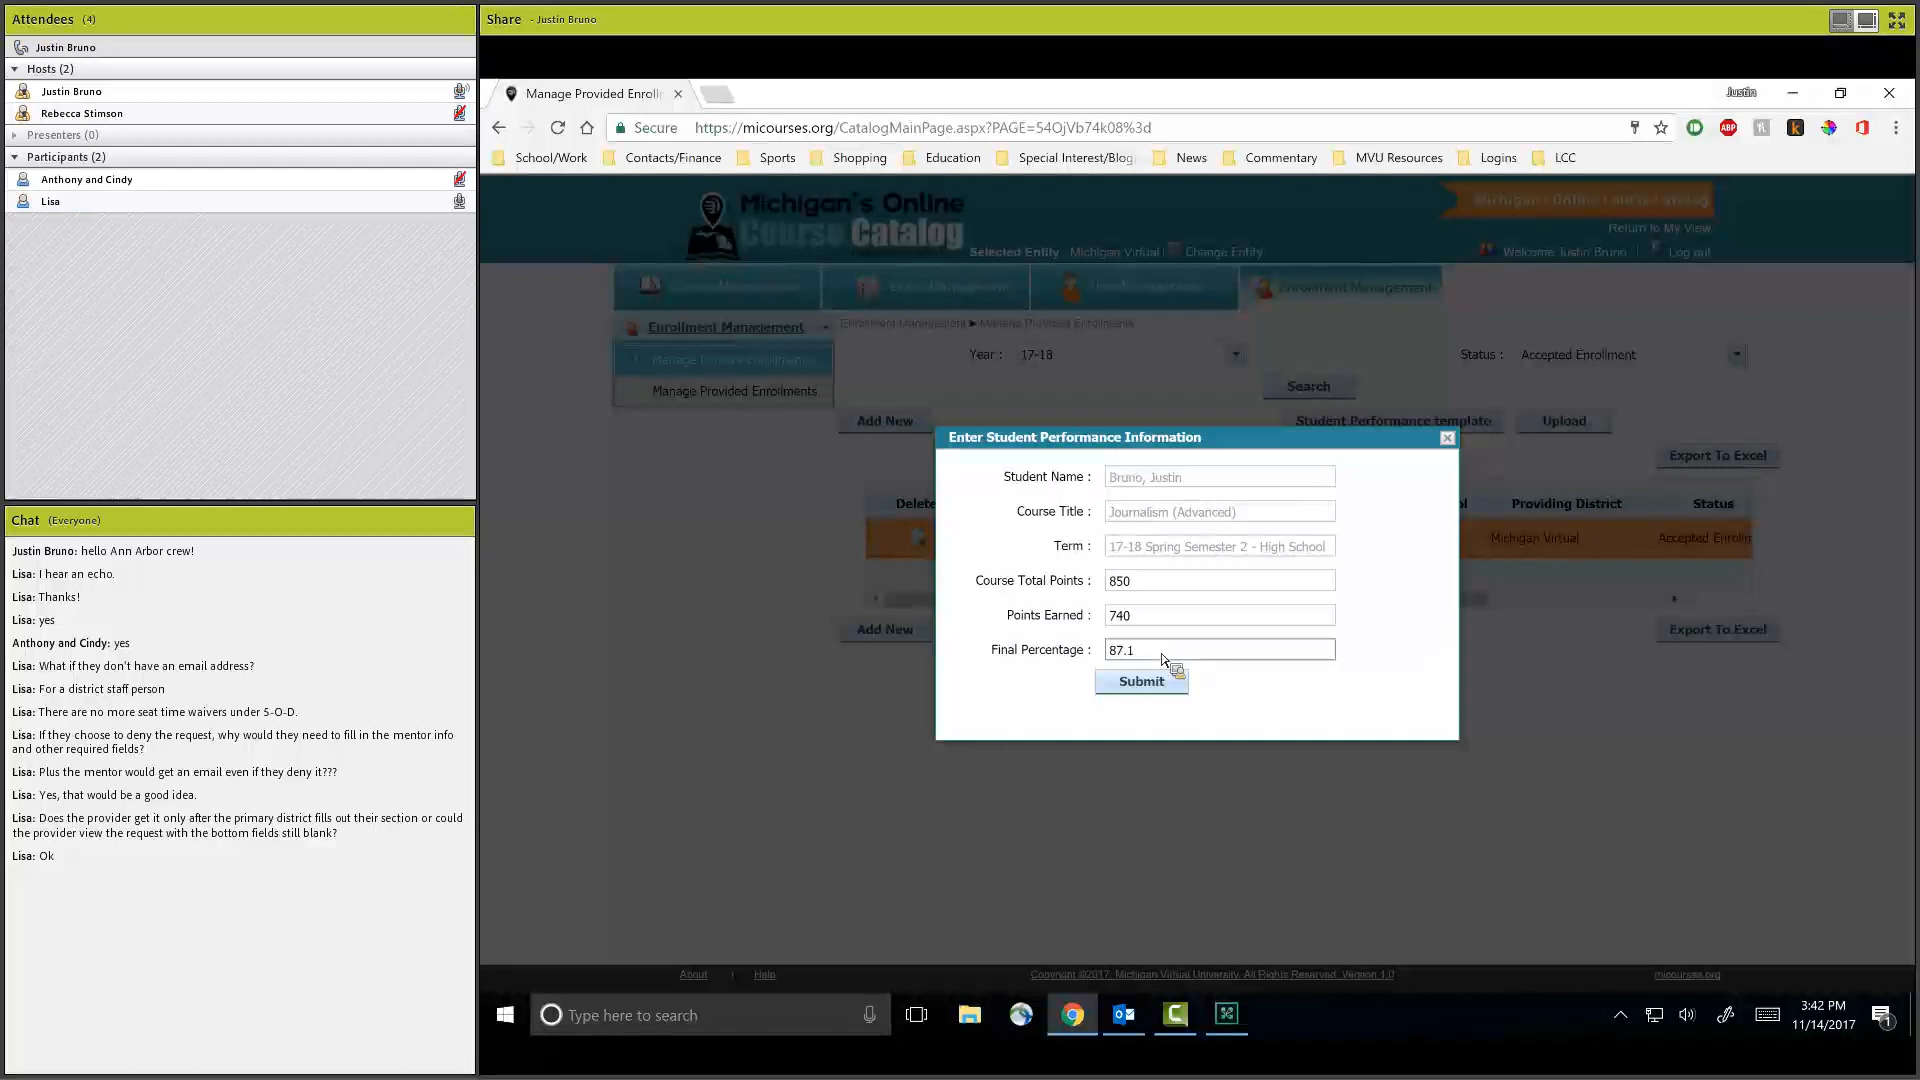 Attendees (4)
Justin Bruno
Hosts (2)
Justin Bruno
Rebecca Stimson
Presenters (0)
Participants (2)
Anthony and Cindy
Lisa
Chat (Everyone)
Justin Bruno: hello Ann Arbor crew!
Lisa: I hear an echo.
Lisa: Thanks!
Lisa: yes
Anthony and Cindy: yes
Lisa: What if they don't have an email address?
Lisa: For a district staff person
Lisa: There are no more seat time waivers under 5-O-D.
Lisa: If they choose to deny the request, why would they need to fill in the mentor info
and other required fields?
Lisa: Plus the mentor would get an email even if they deny it???
Lisa: Yes, that would be a good idea.
Lisa: Does the provider get it only after the primary district fills out their section or could
the provider view the request with the bottom fields still blank?
Lisa: Ok
Share - Justin Bruno
Manage Provided Enroll
Justin
Secure https://micourses.org/CatalogMainPage.aspx?PAGE=54OjVb74k08%3d
ABP
School/Work Contacts/Finance Sports Shopping Education Special Interest/Blog News Commentary MVU Resources Logins LCC
Michigan's Online
Course Catalog
Michigan's Online Course Catalog
Return to My View
Selected Entity Michigan Virtual Change Entity
Welcome Justin Bruno Log out
Enrollment Management
Enrollment Management
Enrollment Management ▶ Manage Provided Enrollments
Manage Provided Enrollments
Year : 17-18
Status : Accepted Enrollment
Search
Add New
Student Performance template
Upload
Export To Excel
Delete
Providing District
Status
Michigan Virtual
Accepted Enrollm
Add New
Export To Excel
Enter Student Performance Information
Student Name : Bruno, Justin
Course Title : Journalism (Advanced)
Term : 17-18 Spring Semester 2 - High School
Course Total Points : 850
Points Earned : 740
Final Percentage : 87.1
Submit
About | Help
Copyright ©2017. Michigan Virtual University. All Rights Reserved. Version 1.0
micourses.org
Type here to search
3:42 PM
11/14/2017
1